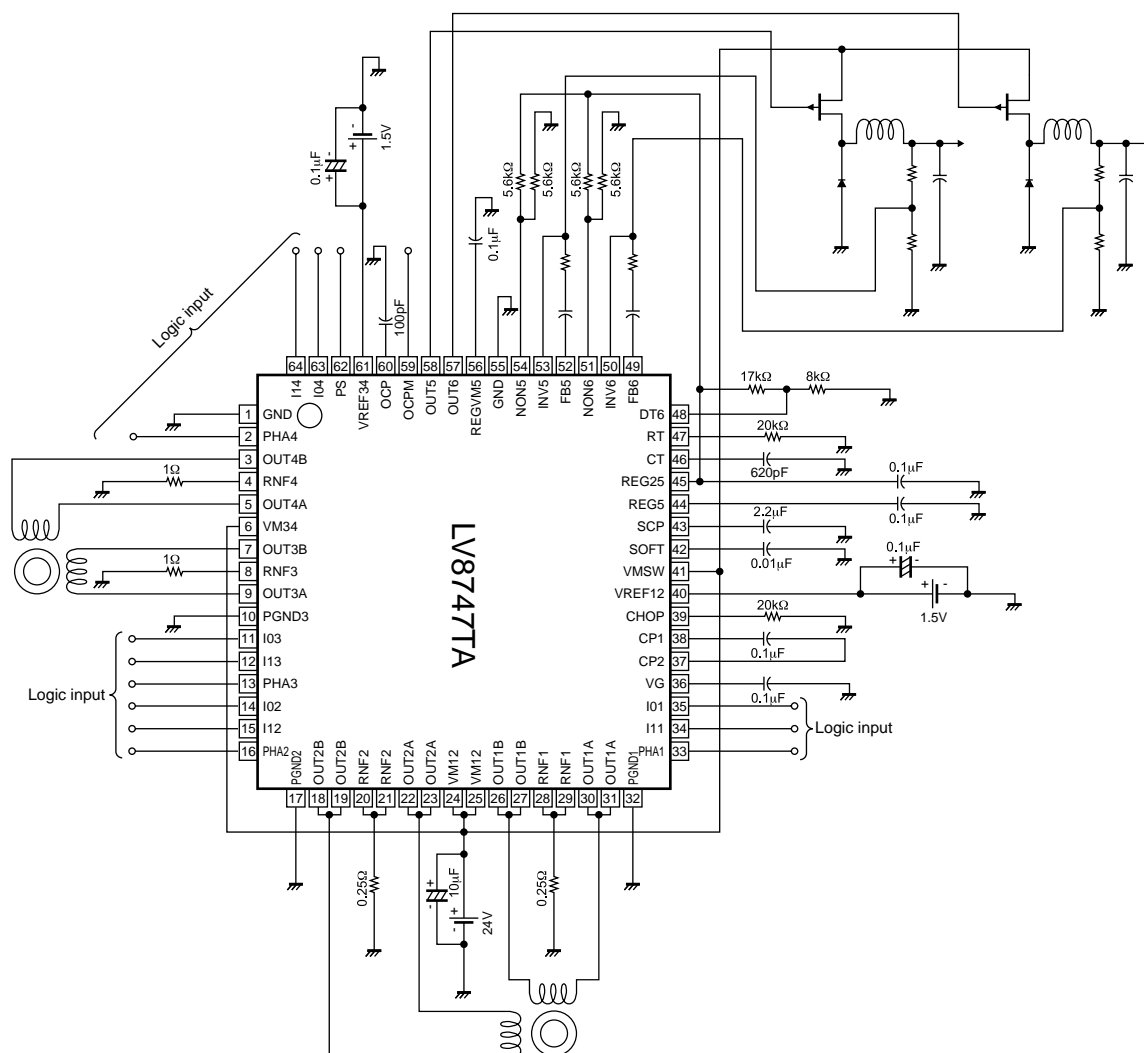 0.1µF
- +
- +
1.5V
Logic input
100pF
0.1µF
5.6kΩ
5.6kΩ
5.6kΩ
5.6kΩ
64 63 62 61 60 59 58 57 56 55 54 53 52 51 50 49
I14 I04 PS VREF34 OCP OCPM OUT5 OUT6 REGVM5 GND NON5 INV5 FB5 NON6 INV6 FB6
1 GND
2 PHA4
3 OUT4B
1Ω
4 RNF4
5 OUT4A
6 VM34
7 OUT3B
1Ω
8 RNF3
9 OUT3A
10 PGND3
11 I03
12 I13
13 PHA3
Logic input
14 I02
15 I12
16 PHA2
LV8747TA
17kΩ 8kΩ
DT6 48
20kΩ
RT 47
CT 46
620pF
0.1µF
REG25 45
REG5 44
0.1µF
2.2µF
SCP 43
SOFT 42
0.01µF
0.1µF
+ -
VMSW 41
VREF12 40
+ -
1.5V
20kΩ
CHOP 39
CP1 38
0.1µF
CP2 37
VG 36
0.1µF
I01 35
I11 34
Logic input
PHA1 33
PGND2 OUT2B OUT2B RNF2 RNF2 OUT2A OUT2A VM12 VM12 OUT1B OUT1B RNF1 RNF1 OUT1A OUT1A PGND1
17 18 19 20 21 22 23 24 25 26 27 28 29 30 31 32
0.25Ω
+ -
10µF
+ -
24V
0.25Ω